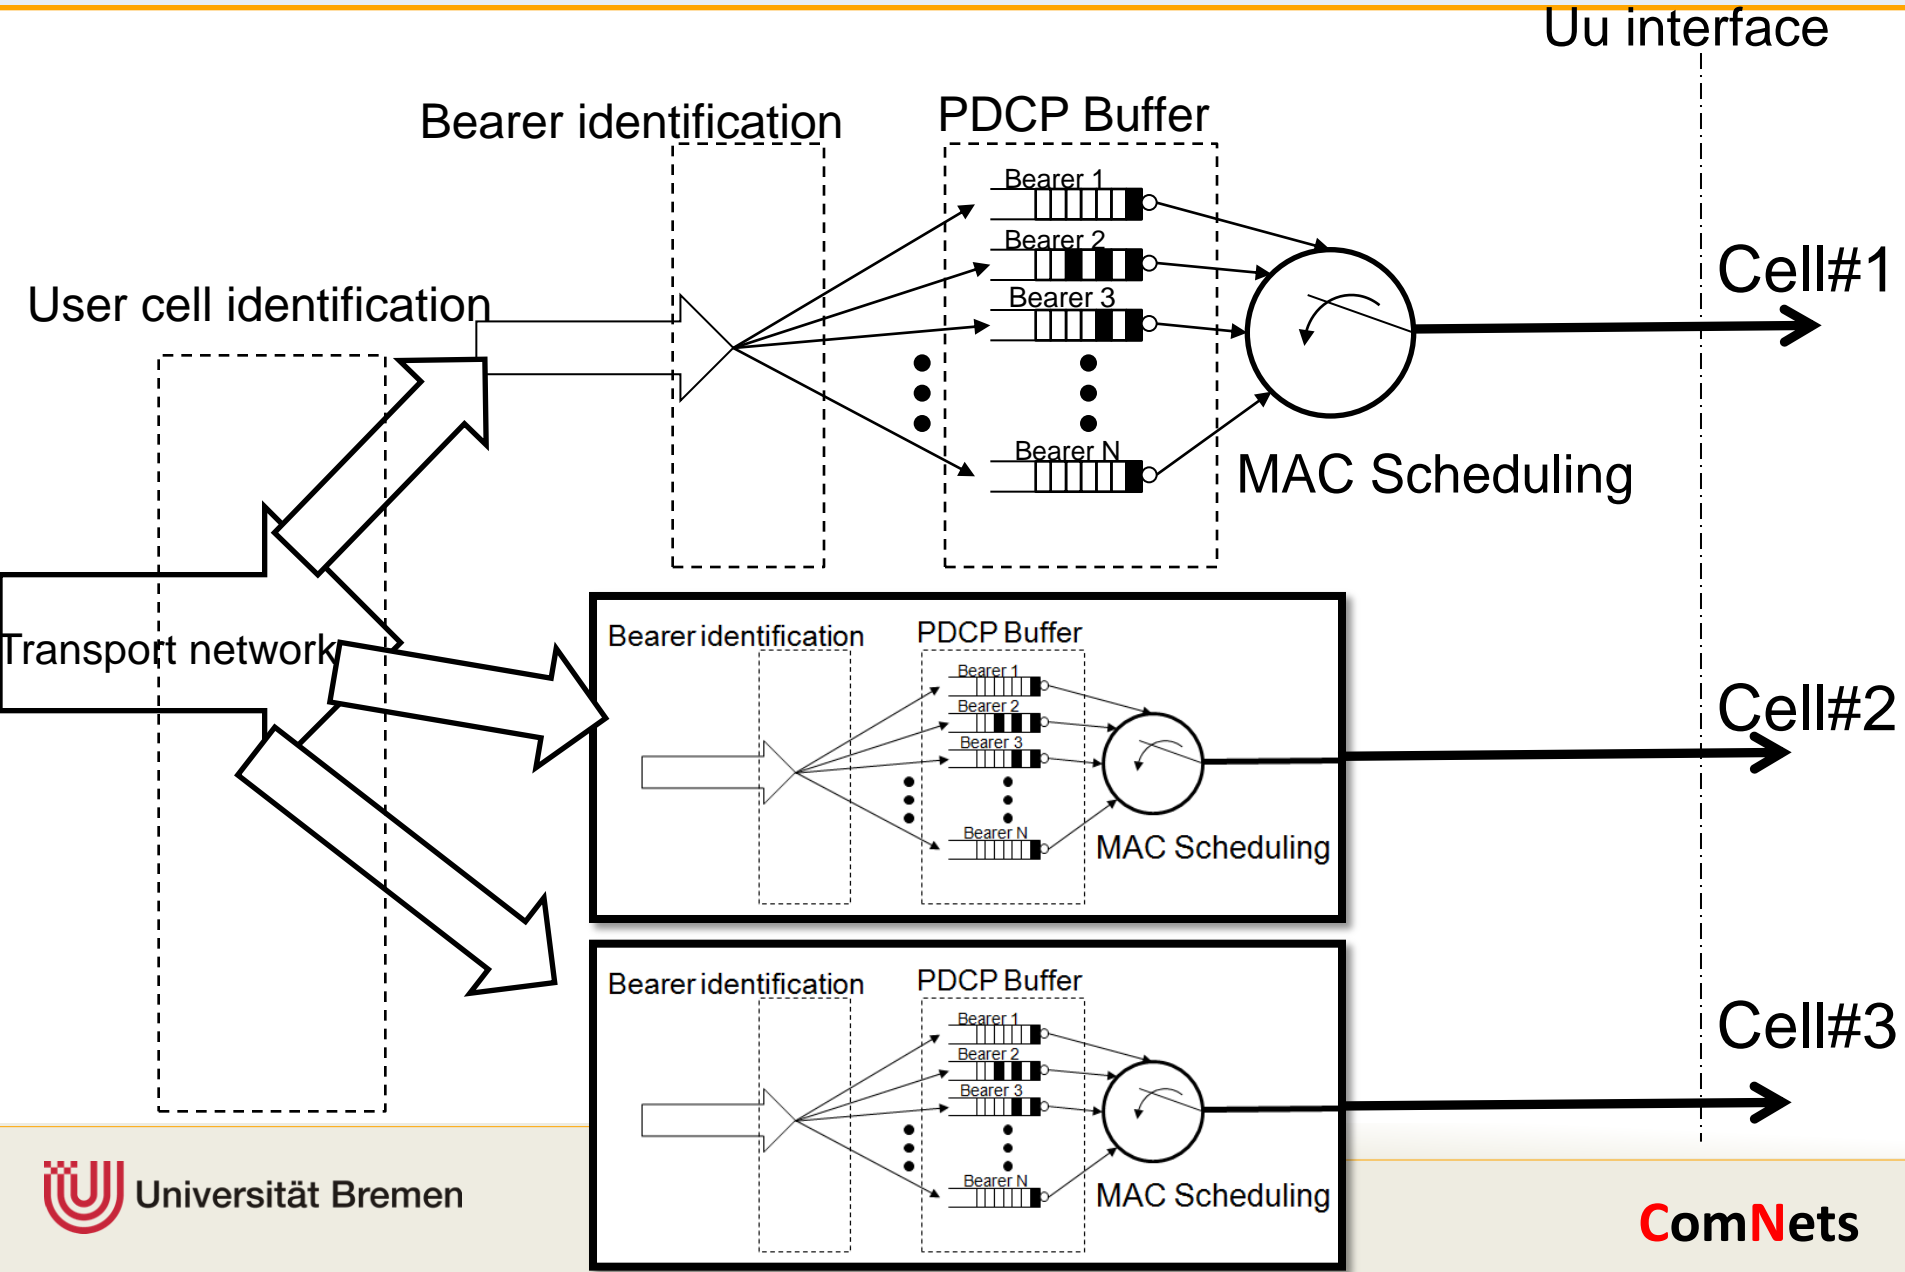 Uu interface
Bearer identification
PDCP Buffer
Bearer 1
Bearer 2
Bearer 3
Bearer N
MAC Scheduling
Cell#1
User cell identification
Transport network
Bearer identification
PDCP Buffer
Bearer 1
Bearer 2
Bearer 3
Bearer N
MAC Scheduling
Cell#2
Bearer identification
PDCP Buffer
Bearer 1
Bearer 2
Bearer 3
Bearer N
MAC Scheduling
Cell#3
Universität Bremen
ComNets